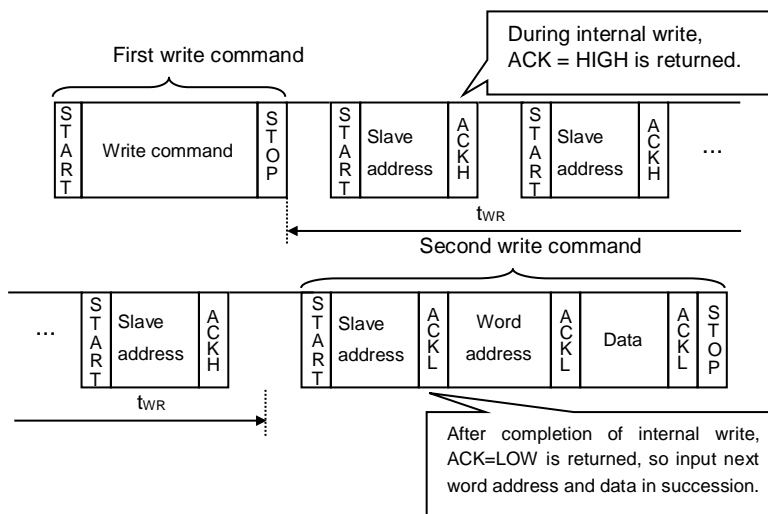 First write command
During internal write,
ACK = HIGH is returned.
START
Write command
STOP
START
Slave
address
ACKH
START
Slave
address
ACKH
...
tWR
Second write command
...
START
Slave
address
ACKH
START
Slave
address
ACKL
Word
address
ACKL
Data
ACKL
STOP
tWR
After completion of internal write,
ACK=LOW is returned, so input next
word address and data in succession.